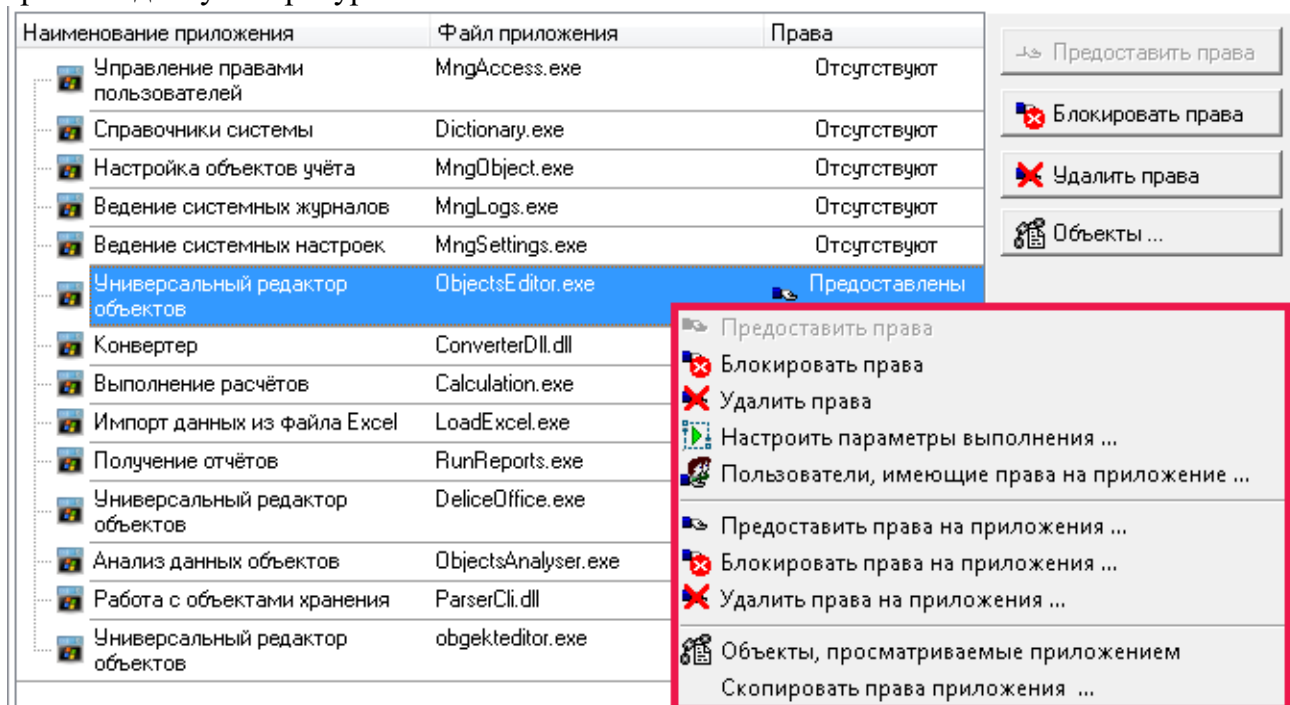 Наименование приложения Файл приложения Права
Управление правами MngAccess.exe Отсутствуют
пользователей
Справочники системы Dictionary.exe Отсутствуют
Настройка объектов учёта MngObject.exe Отсутствуют
Ведение системных журналов MngLogs.exe Отсутствуют
Ведение системных настроек MngSettings.exe Отсутствуют
Универсальный редактор ObjectsEditor.exe Предоставлены
объектов
Конвертер ConverterDll.dll
Выполнение расчётов Calculation.exe
Импорт данных из файла Excel LoadExcel.exe
Получение отчётов RunReports.exe
Универсальный редактор DeliceOffice.exe
объектов
Анализ данных объектов ObjectsAnalyser.exe
Работа с объектами хранения ParserCli.dll
Универсальный редактор obgekteditor.exe
объектов
Предоставить права
Блокировать права
Удалить права
Объекты ...
Предоставить права
Блокировать права
Удалить права
Настроить параметры выполнения ...
Пользователи, имеющие права на приложение ...
Предоставить права на приложения ...
Блокировать права на приложения ...
Удалить права на приложения ...
Объекты, просматриваемые приложением
Скопировать права приложения ...